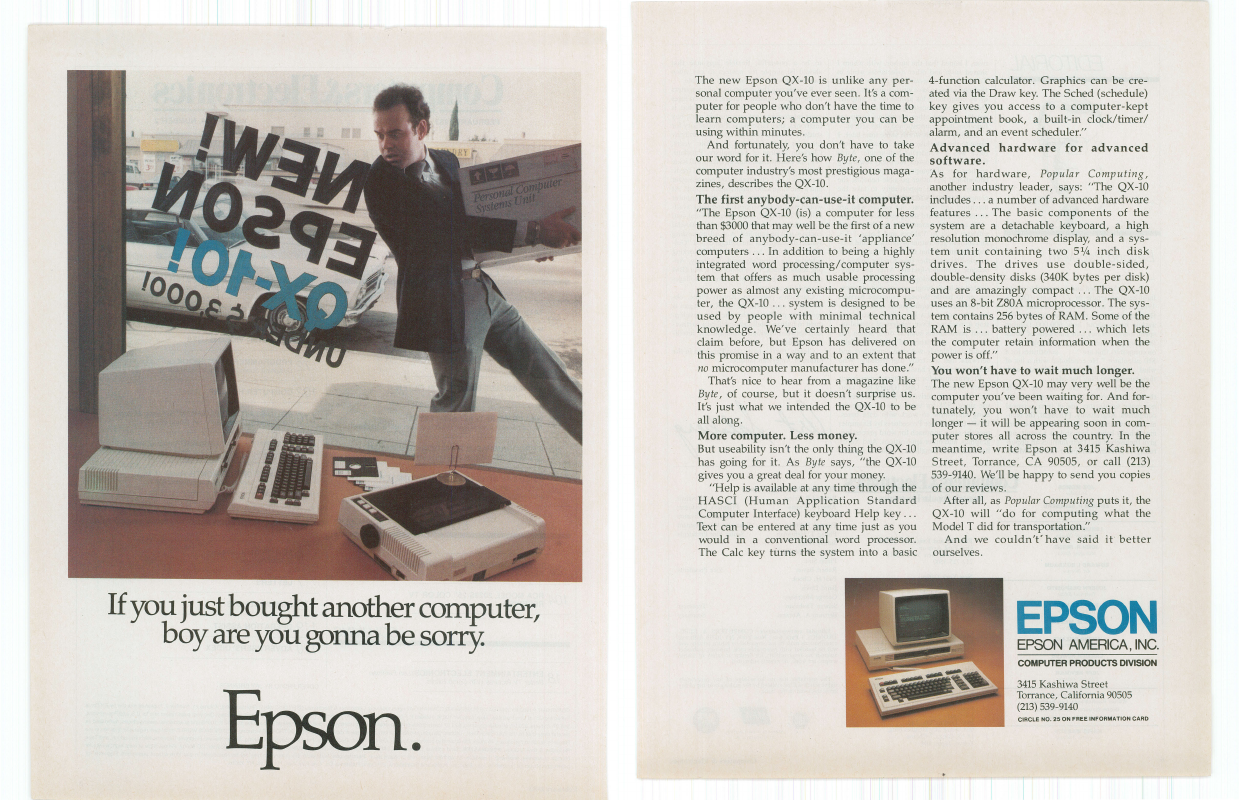 NEW!
EPSON
QX-10!
UNDER $3,000!
Personal Computer
Systems Unit
If you just bought another computer,
boy are you gonna be sorry.
Epson.
The new Epson QX-10 is unlike any per-
sonal computer you've ever seen. It's a com-
puter for people who don't have the time to
learn computers; a computer you can be
using within minutes.
And fortunately, you don't have to take
our word for it. Here's how Byte, one of the
computer industry's most prestigious maga-
zines, describes the QX-10.
The first anybody-can-use-it computer.
"The Epson QX-10 (is) a computer for less
than $3000 that may well be the first of a new
breed of anybody-can-use-it 'appliance'
computers ... In addition to being a highly
integrated word processing/computer sys-
tem that offers as much usable processing
power as almost any existing microcompu-
ter, the QX-10 ... system is designed to be
used by people with minimal technical
knowledge. We've certainly heard that
claim before, but Epson has delivered on
this promise in a way and to an extent that
no microcomputer manufacturer has done."
That's nice to hear from a magazine like
Byte, of course, but it doesn't surprise us.
It's just what we intended the QX-10 to be
all along.
More computer. Less money.
But useability isn't the only thing the QX-10
has going for it. As Byte says, "the QX-10
gives you a great deal for your money.
"Help is available at any time through the
HASCI (Human Application Standard
Computer Interface) keyboard Help key ...
Text can be entered at any time just as you
would in a conventional word processor.
The Calc key turns the system into a basic
4-function calculator. Graphics can be cre-
ated via the Draw key. The Sched (schedule)
key gives you access to a computer-kept
appointment book, a built-in clock/timer/
alarm, and an event scheduler."
Advanced hardware for advanced
software.
As for hardware, Popular Computing,
another industry leader, says: "The QX-10
includes ... a number of advanced hardware
features ... The basic components of the
system are a detachable keyboard, a high
resolution monochrome display, and a sys-
tem unit containing two 5¼ inch disk
drives. The drives use double-sided,
double-density disks (340K bytes per disk)
and are amazingly compact ... The QX-10
uses an 8-bit Z80A microprocessor. The sys-
tem contains 256 bytes of RAM. Some of the
RAM is ... battery powered ... which lets
the computer retain information when the
power is off."
You won't have to wait much longer.
The new Epson QX-10 may very well be the
computer you've been waiting for. And for-
tunately, you won't have to wait much
longer — it will be appearing soon in com-
puter stores all across the country. In the
meantime, write Epson at 3415 Kashiwa
Street, Torrance, CA 90505, or call (213)
539-9140. We'll be happy to send you copies
of our reviews.
After all, as Popular Computing puts it, the
QX-10 will "do for computing what the
Model T did for transportation."
And we couldn't have said it better
ourselves.
EPSON
EPSON AMERICA, INC.
COMPUTER PRODUCTS DIVISION
3415 Kashiwa Street
Torrance, California 90505
(213) 539-9140
CIRCLE NO. 25 ON FREE INFORMATION CARD